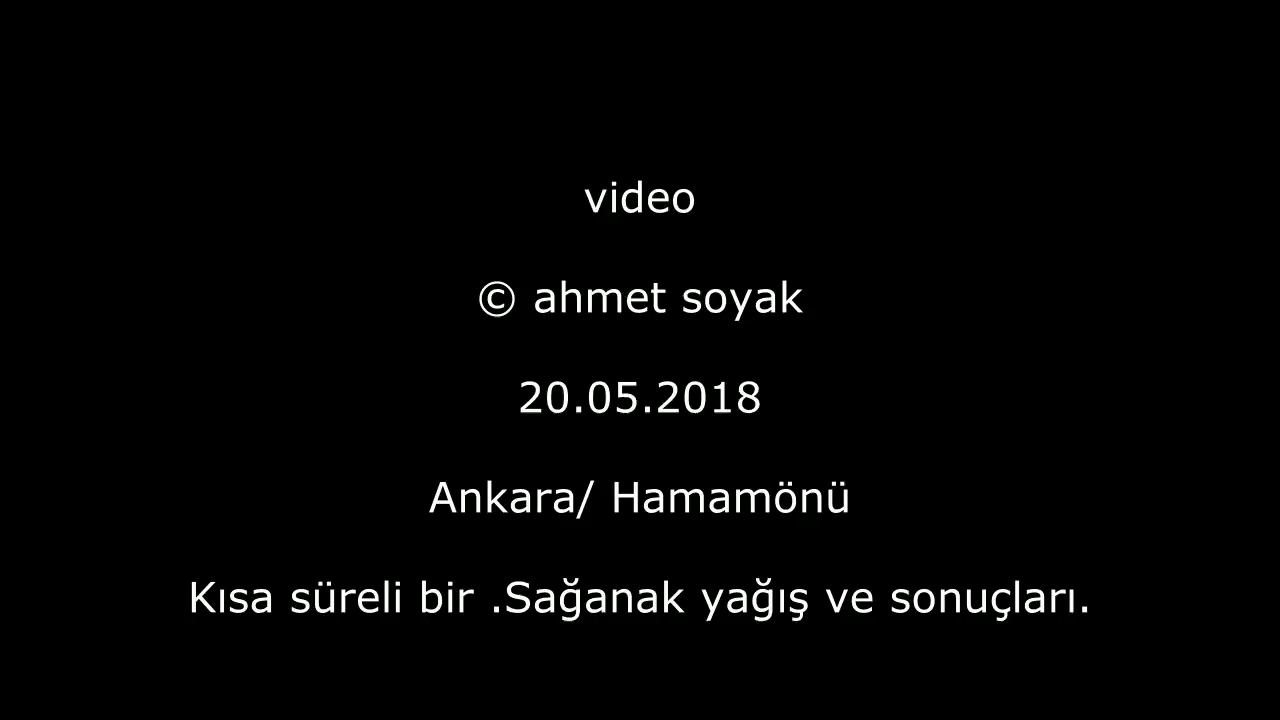 video
© ahmet soyak
20.05.2018
Ankara/ Hamamönü
Kısa süreli bir .Sağanak yağış ve sonuçları.